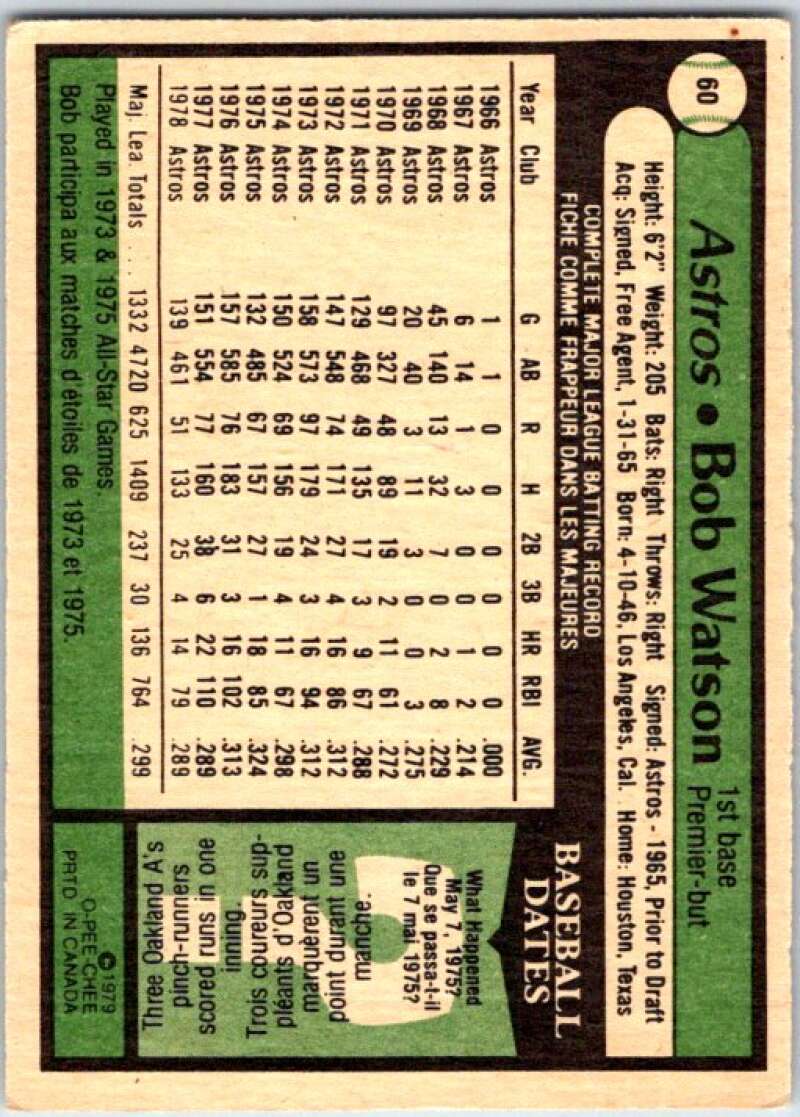 60
Astros • Bob Watson
1st base
Premier-but
Height: 6'2" Weight: 205 Bats: Right Throws: Right Signed: Astros - 1965, Prior to Draft
Acq: Signed, Free Agent, 1-31-65 Born: 4-10-46, Los Angeles, Cal. Home: Houston, Texas
COMPLETE MAJOR LEAGUE BATTING RECORD
FICHE COMME FRAPPEUR DANS LES MAJEURES
Year Club G AB R H 2B 3B HR RBI AVG.
1966 Astros 1 1 0 0 0 0 0 0 .000
1967 Astros 6 14 1 3 0 0 1 2 .214
1968 Astros 45 140 13 32 7 0 2 8 .229
1969 Astros 20 40 3 11 3 0 0 3 .275
1970 Astros 97 327 48 89 19 2 11 61 .272
1971 Astros 129 468 49 135 17 3 9 67 .288
1972 Astros 147 548 74 171 27 4 16 86 .312
1973 Astros 158 573 97 179 24 3 16 94 .312
1974 Astros 150 524 69 156 19 4 11 67 .298
1975 Astros 132 485 67 157 27 1 18 85 .324
1976 Astros 157 585 76 183 31 3 16 102 .313
1977 Astros 151 554 77 160 38 6 22 110 .289
1978 Astros 139 461 51 133 25 4 14 79 .289
Maj. Lea. Totals .... 1332 4720 625 1409 237 30 136 764 .299
Played in 1973 & 1975 All-Star Games.
Bob participa aux matches d'étoiles de 1973 et 1975.
BASEBALL
DATES
What Happened
May 7, 1975?
Que se passa-t-il
le 7 mai 1975?
Three Oakland A's
pinch-runners
scored runs in one
inning
Trois coureurs sup-
pléants d'Oakland
marquèrent un
point durant une
manche.
© 1979
O-PEE-CHEE
PRTD IN CANADA